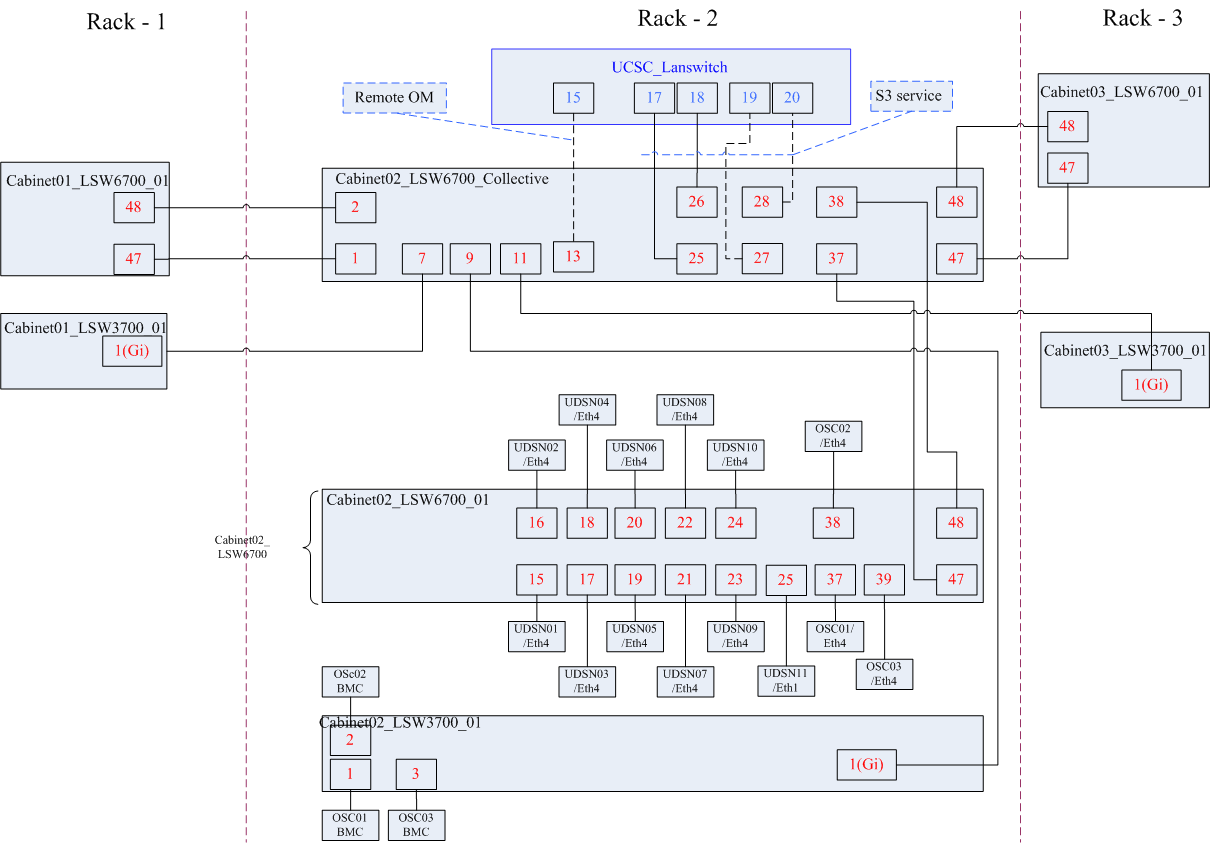 Rack - 1
Rack - 2
Rack - 3
UCSC_Lanswitch
15
17
18
19
20
Remote OM
S3 service
Cabinet03_LSW6700_01
48
47
Cabinet01_LSW6700_01
48
47
Cabinet02_LSW6700_Collective
2
26
28
38
48
1
7
9
11
13
25
27
37
47
Cabinet01_LSW3700_01
1(Gi)
Cabinet03_LSW3700_01
1(Gi)
UDSN04
/Eth4
UDSN08
/Eth4
UDSN02
/Eth4
UDSN06
/Eth4
UDSN10
/Eth4
OSC02
/Eth4
Cabinet02_
LSW6700
Cabinet02_LSW6700_01
16
18
20
22
24
38
48
15
17
19
21
23
25
37
39
47
UDSN01
/Eth4
UDSN05
/Eth4
UDSN09
/Eth4
OSC01/
Eth4
UDSN03
/Eth4
UDSN07
/Eth4
UDSN11
/Eth1
OSC03
/Eth4
OSc02
BMC
Cabinet02_LSW3700_01
2
1
3
1(Gi)
OSC01
BMC
OSC03
BMC